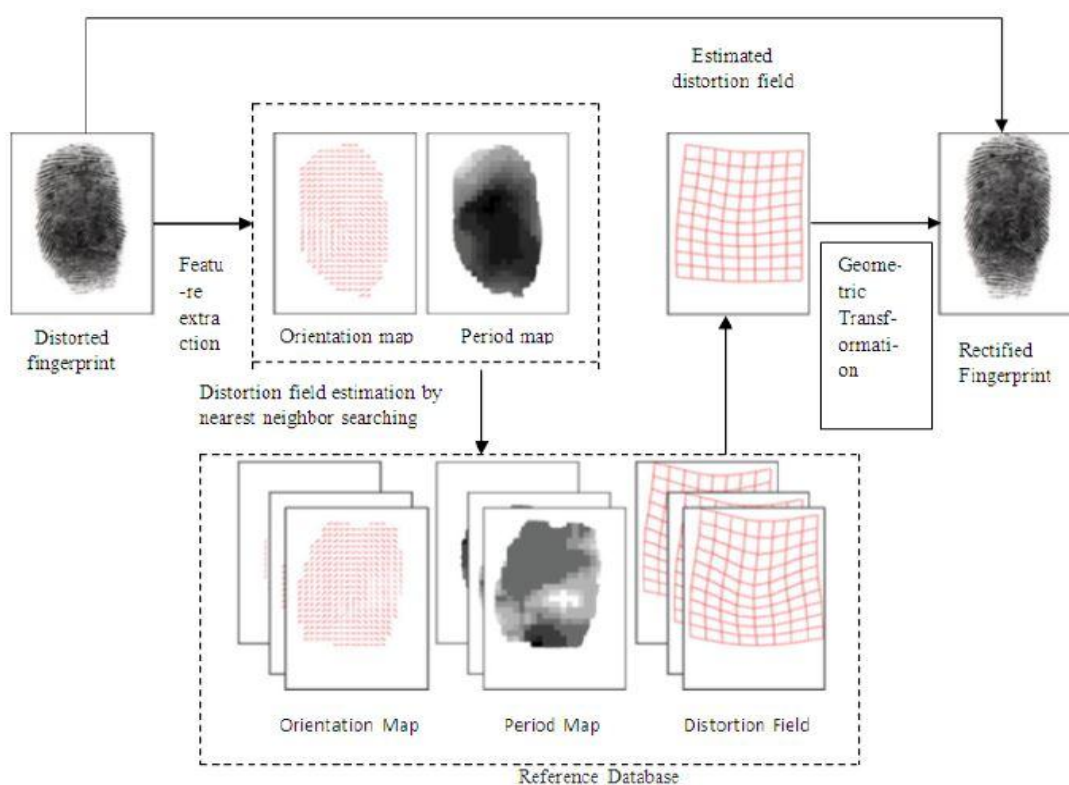 Estimated
distortion field
Featu
-re
extra
ction
Orientation map
Period map
Distorted
fingerprint
Geome-
tric
Transf-
ormati-
on
Rectified
Fingerprint
Distortion field estimation by
nearest neighbor searching
Orientation Map
Period Map
Distortion Field
Reference Database